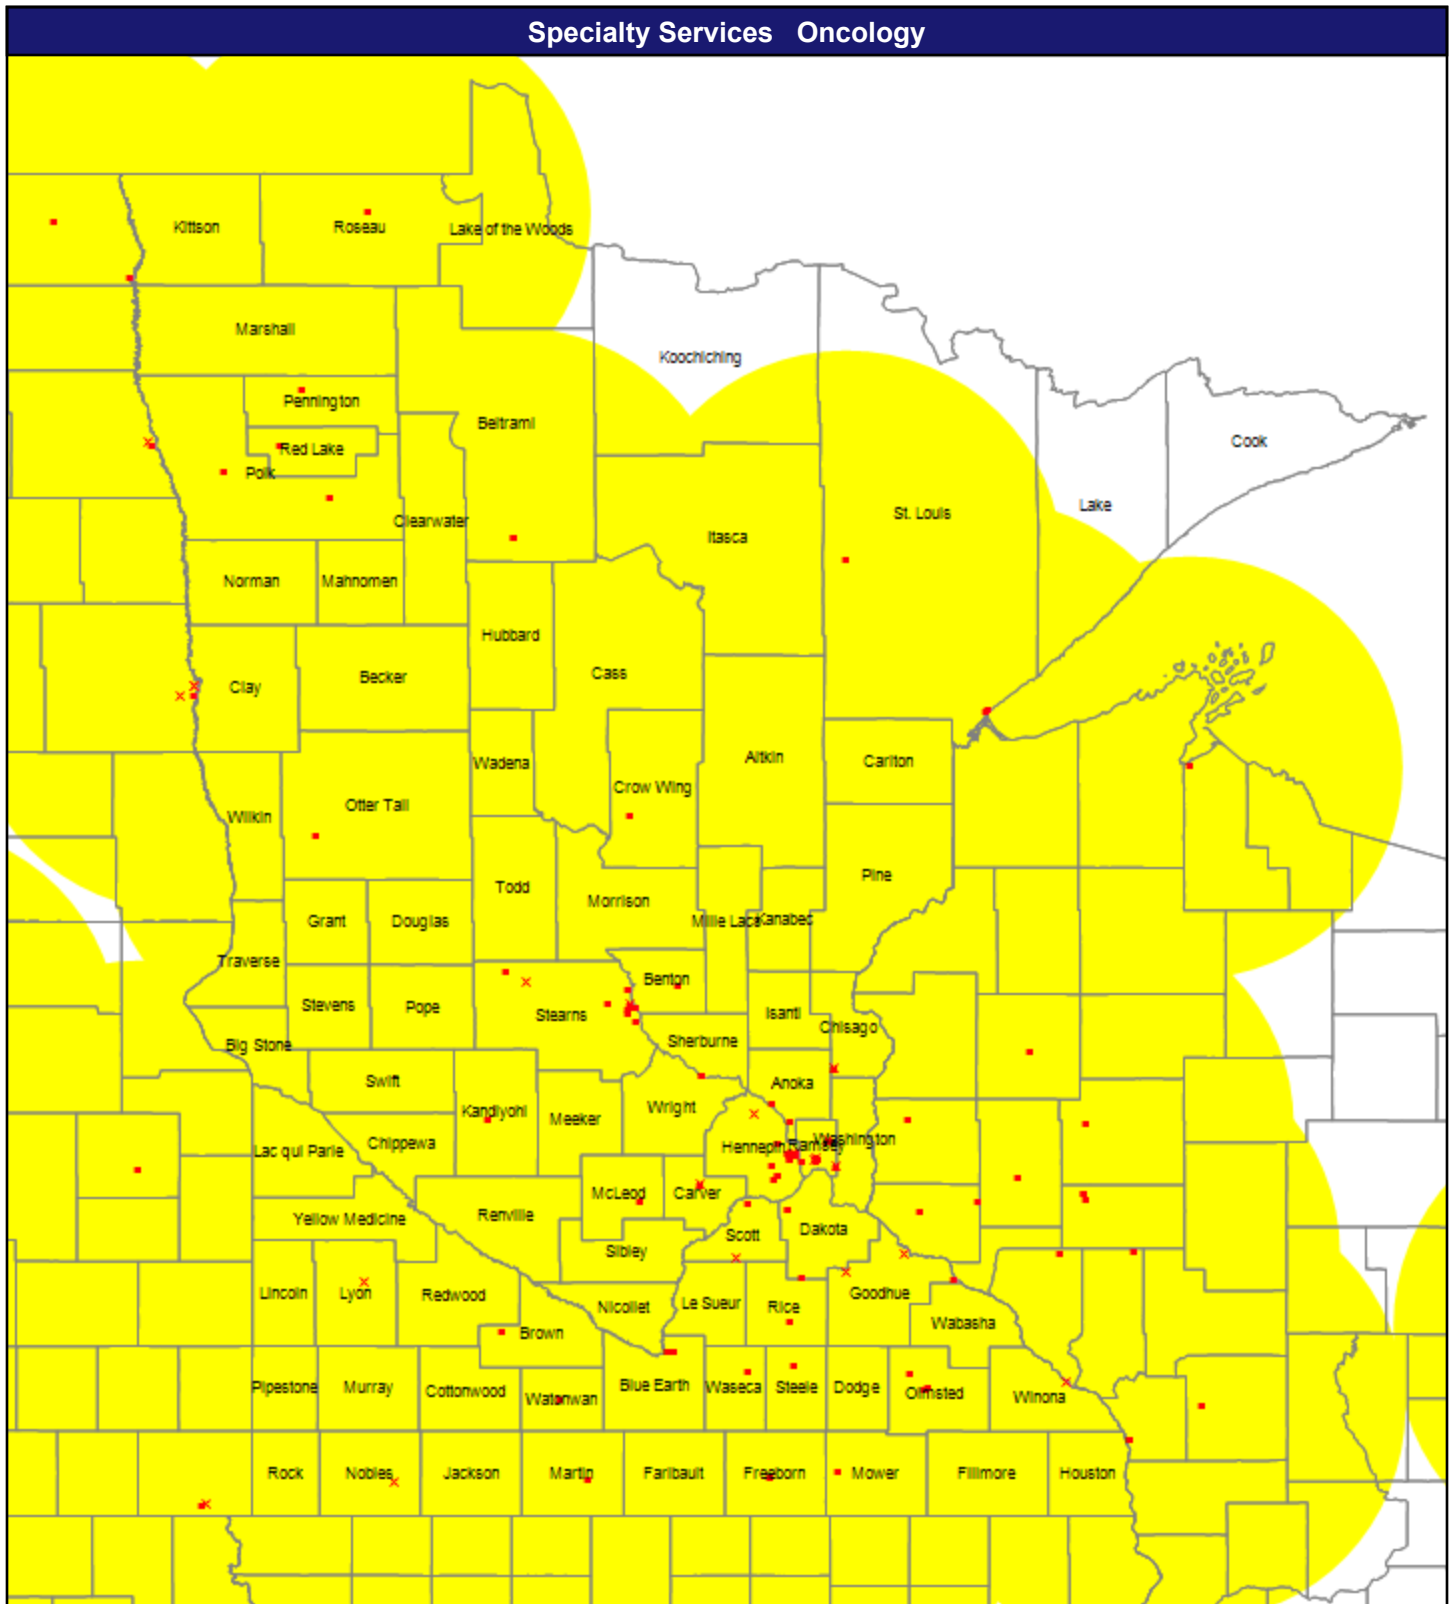 Specialty Services Oncology
Kittson
Roseau
Lake of the Woods
Marshall
Koochiching
Pennington
Beltrami
Red Lake
Cook
Polk
Lake
St. Louis
Clearwater
Itasca
Norman
Mahnomen
Hubbard
Cass
Becker
Clay
Aitkin
Carlton
Wadena
Crow Wing
Otter Tail
Wilkin
Pine
Todd
Morrison
Grant
Douglas
Mille Lacs
Kanabec
Traverse
Benton
Stevens
Pope
Stearns
Isanti
Chisago
Big Stone
Sherburne
Swift
Anoka
Kandiyohi
Meeker
Wright
Chippewa
Lac qui Parle
Hennepin
Ramsey
Washington
McLeod
Carver
Renville
Yellow Medicine
Scott
Dakota
Sibley
Lincoln
Lyon
Redwood
Nicollet
Le Sueur
Rice
Goodhue
Brown
Wabasha
Pipestone
Murray
Cottonwood
Watonwan
Blue Earth
Waseca
Steele
Dodge
Olmsted
Winona
Rock
Nobles
Jackson
Martin
Faribault
Freeborn
Mower
Fillmore
Houston